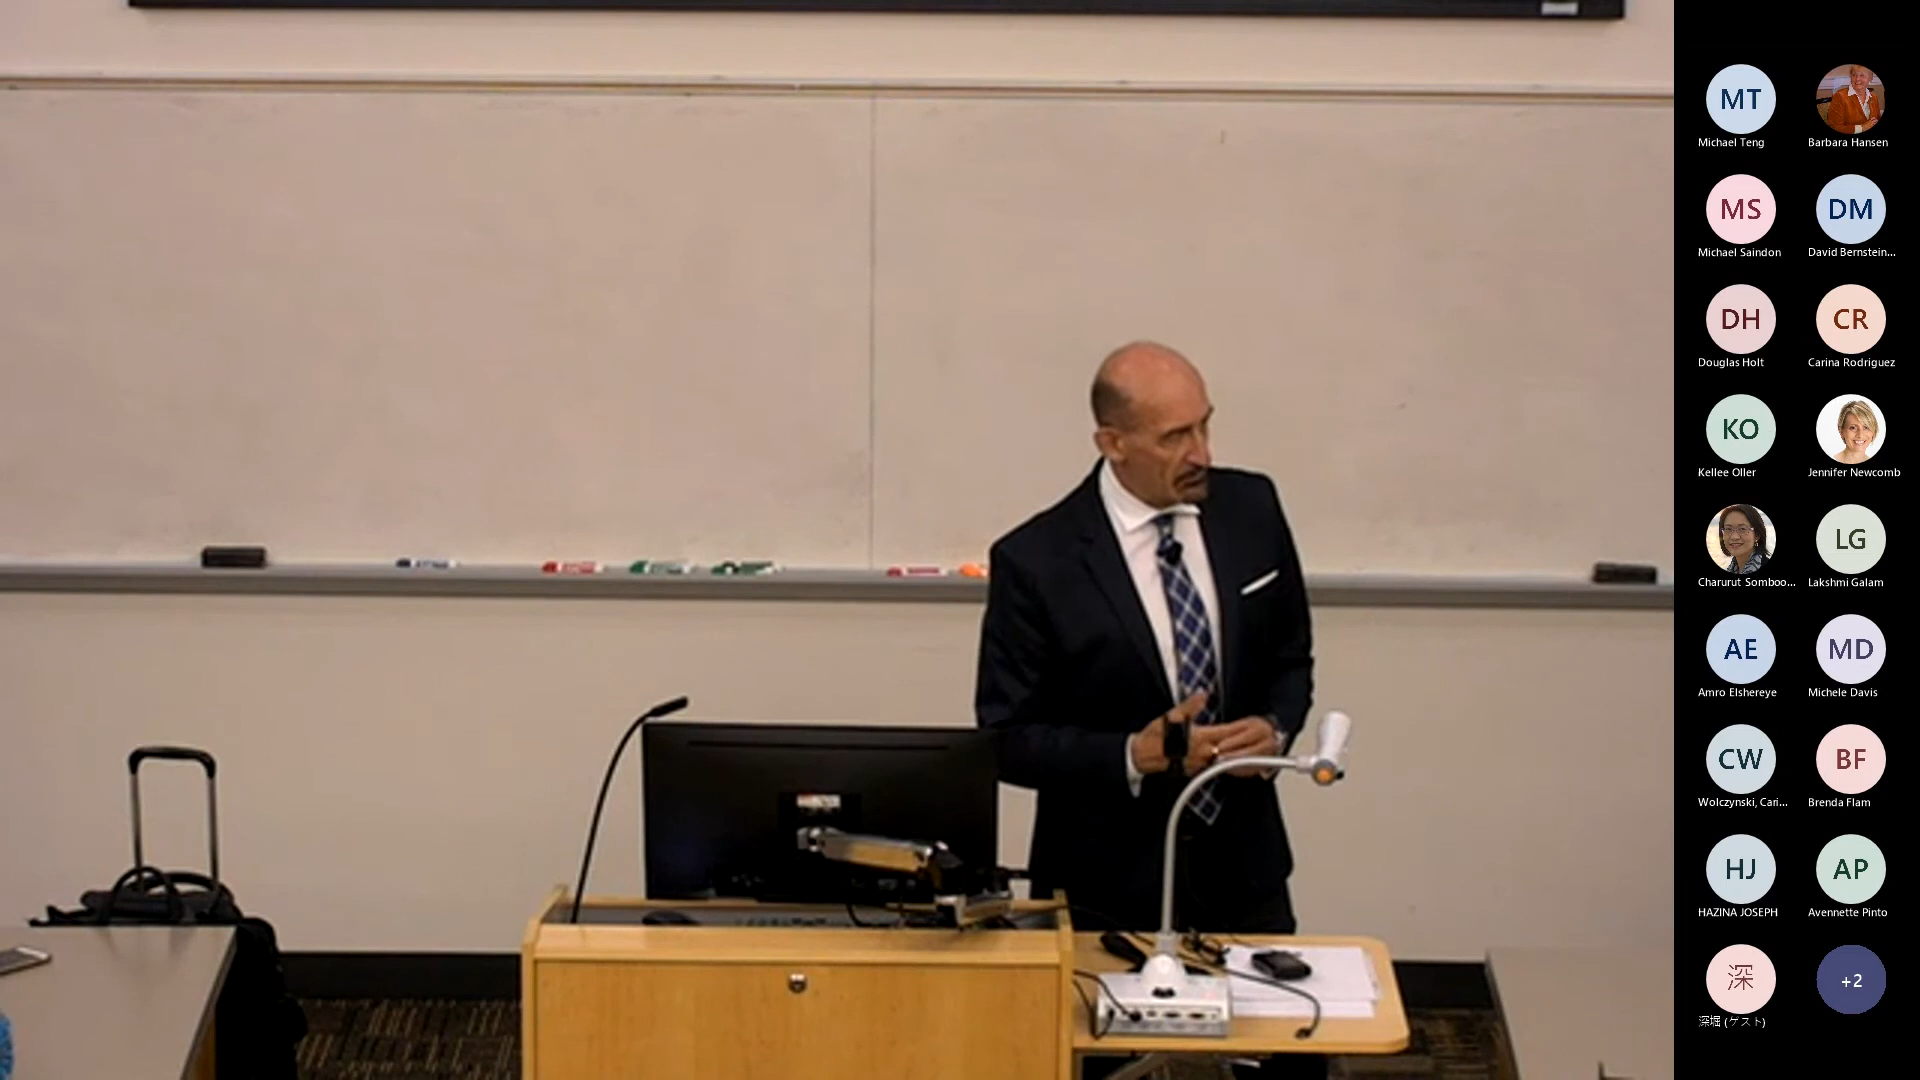 MT
Michael Teng
Barbara Hansen
MS
Michael Saindon
DM
David Bernstein...
DH
Douglas Holt
CR
Carina Rodriguez
KO
Kellee Oller
Jennifer Newcomb
Charurut Somboo...
LG
Lakshmi Galam
AE
Amro Elshereye
MD
Michele Davis
CW
Wolczynski, Cari...
BF
Brenda Flam
HJ
HAZINA JOSEPH
AP
Avennette Pinto
深
深堀 (ゲスト)
+2